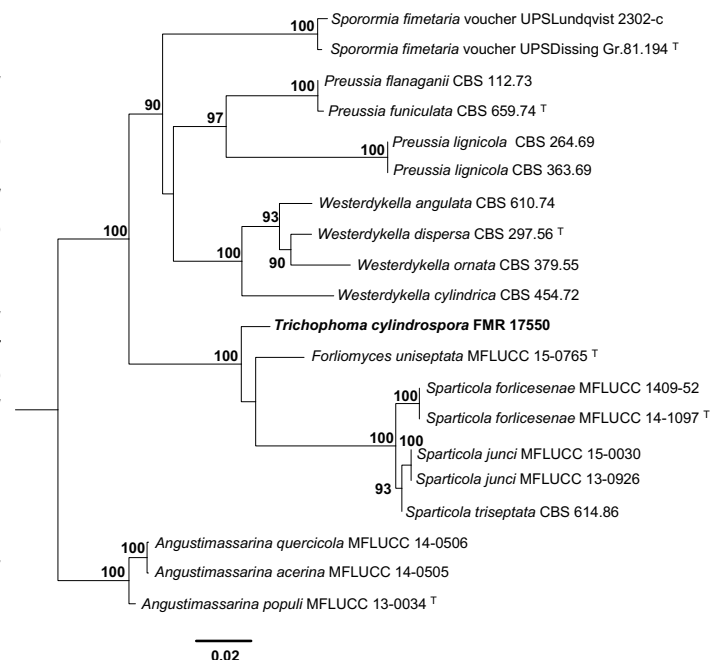 100
Sporormia fimetaria voucher UPSLundqvist 2302-c
Sporormia fimetaria voucher UPSDissing Gr.81.194 T
100
Preussia flanaganii CBS 112.73
90
97
Preussia funiculata CBS 659.74 T
100
Preussia lignicola CBS 264.69
Preussia lignicola CBS 363.69
Westerdykella angulata CBS 610.74
93
100
Westerdykella dispersa CBS 297.56 T
100
90
Westerdykella ornata CBS 379.55
Westerdykella cylindrica CBS 454.72
Trichophoma cylindrospora FMR 17550
100
Forliomyces uniseptata MFLUCC 15-0765 T
100
Sparticola forlicesenae MFLUCC 1409-52
Sparticola forlicesenae MFLUCC 14-1097 T
100
100
Sparticola junci MFLUCC 15-0030
Sparticola junci MFLUCC 13-0926
93
Sparticola triseptata CBS 614.86
100
Angustimassarina quercicola MFLUCC 14-0506
100
Angustimassarina acerina MFLUCC 14-0505
Angustimassarina populi MFLUCC 13-0034 T
0.02